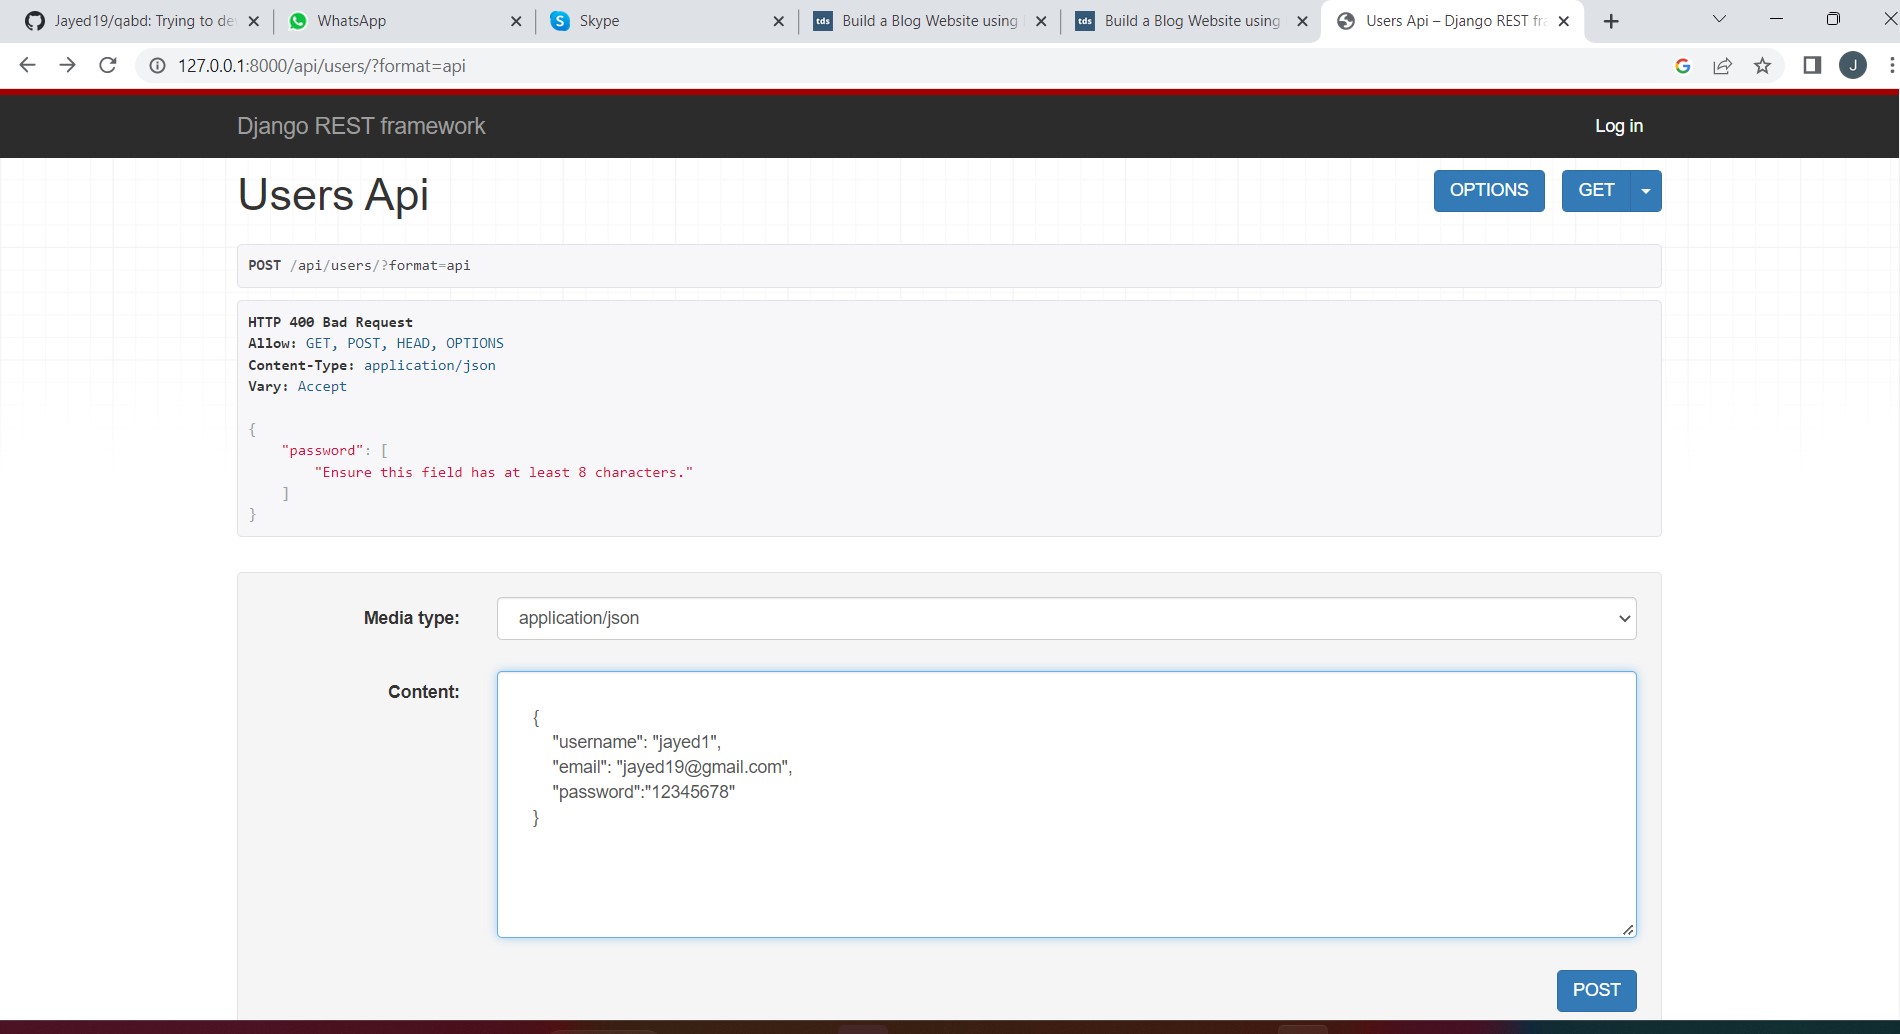 Jayed19/qabd: Trying to de
WhatsApp
Skype
tds Build a Blog Website using
tds Build a Blog Website using
Users Api – Django REST fra
127.0.0.1:8000/api/users/?format=api
J
Django REST framework
Log in
Users Api
OPTIONS
GET
POST /api/users/?format=api
HTTP 400 Bad Request
Allow: GET, POST, HEAD, OPTIONS
Content-Type: application/json
Vary: Accept
{
"password": [
"Ensure this field has at least 8 characters."
]
}
Media type:
application/json
Content:
{
"username": "jayed1",
"email": "jayed19@gmail.com",
"password":"12345678"
}
POST